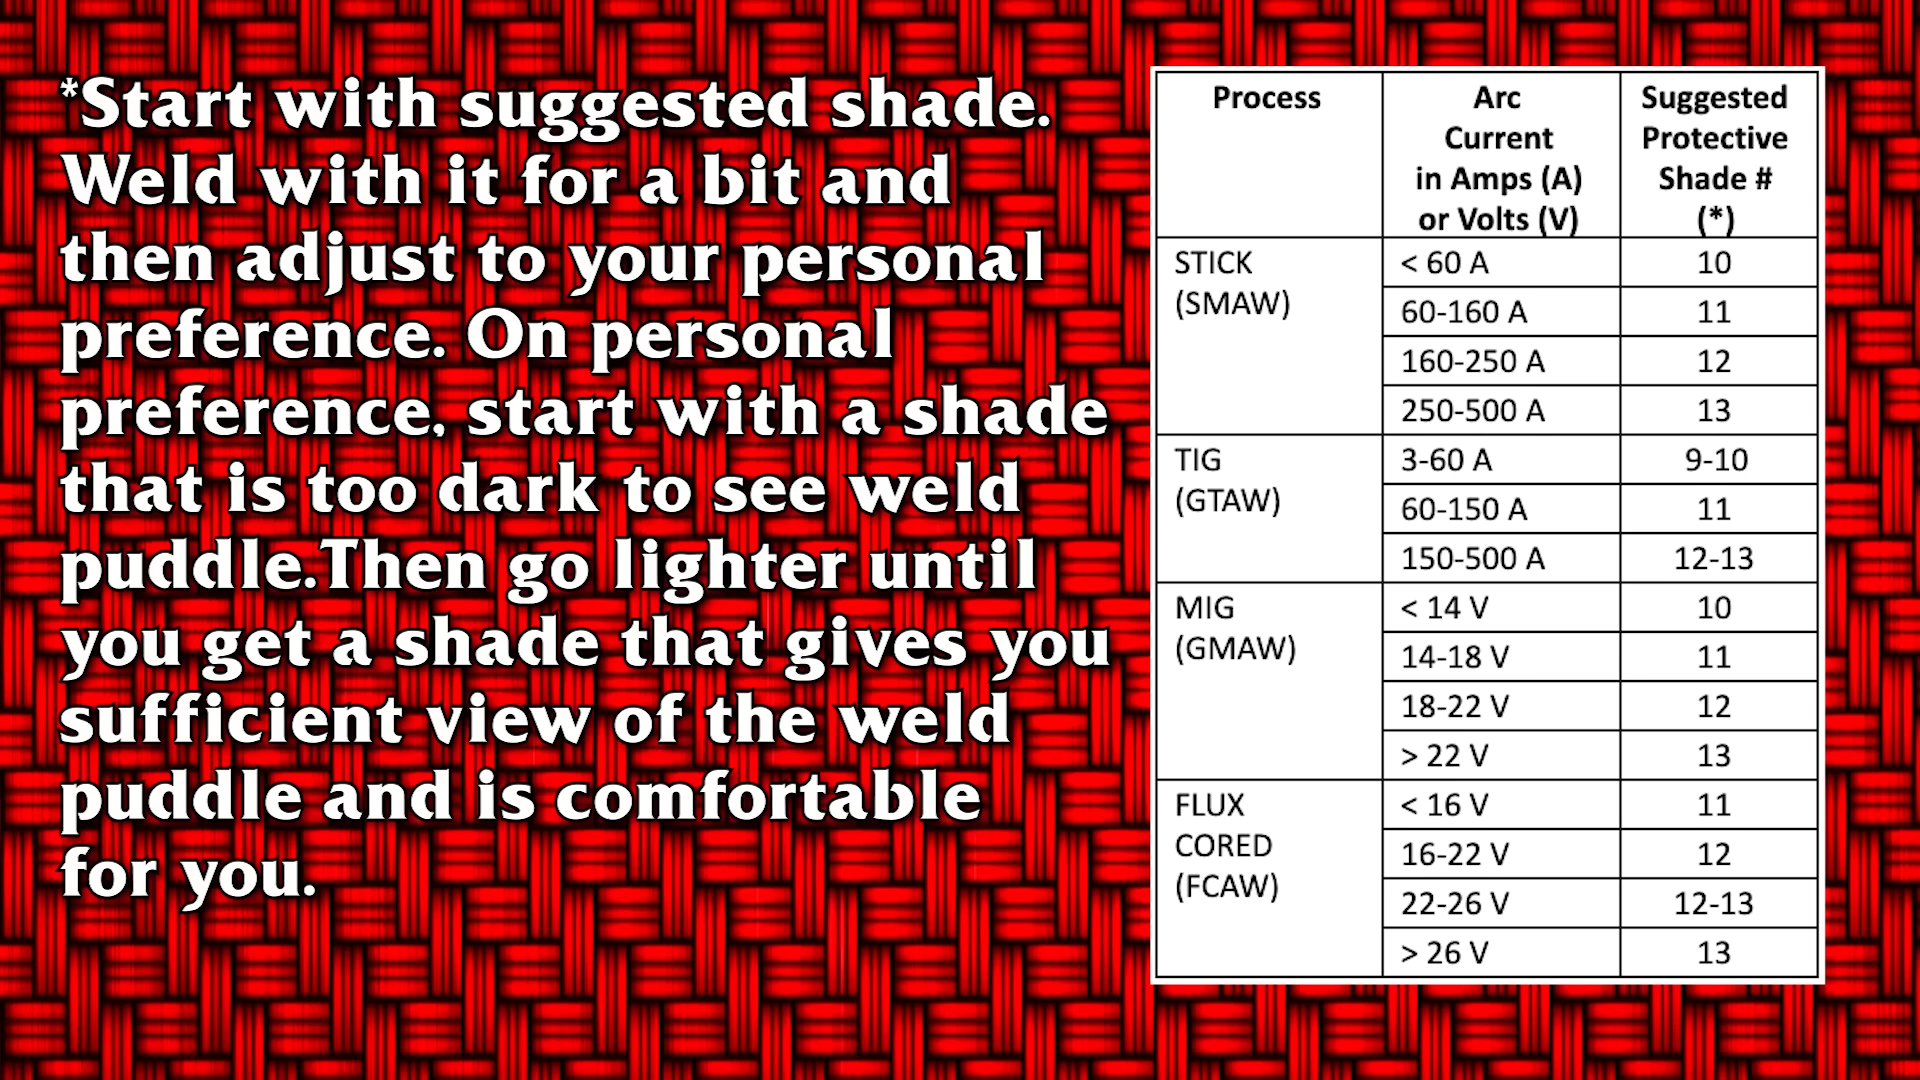 *Start with suggested shade.
Weld with it for a bit and
then adjust to your personal
preference. On personal
preference, start with a shade
that is too dark to see weld
puddle.Then go lighter until
you get a shade that gives you
sufficient view of the weld
puddle and is comfortable
for you.
Process
Arc
Current
in Amps (A)
or Volts (V)
Suggested
Protective
Shade #
(*)
STICK
(SMAW)
< 60 A
10
60-160 A
11
160-250 A
12
250-500 A
13
TIG
(GTAW)
3-60 A
9-10
60-150 A
11
150-500 A
12-13
MIG
(GMAW)
< 14 V
10
14-18 V
11
18-22 V
12
> 22 V
13
FLUX
CORED
(FCAW)
< 16 V
11
16-22 V
12
22-26 V
12-13
> 26 V
13